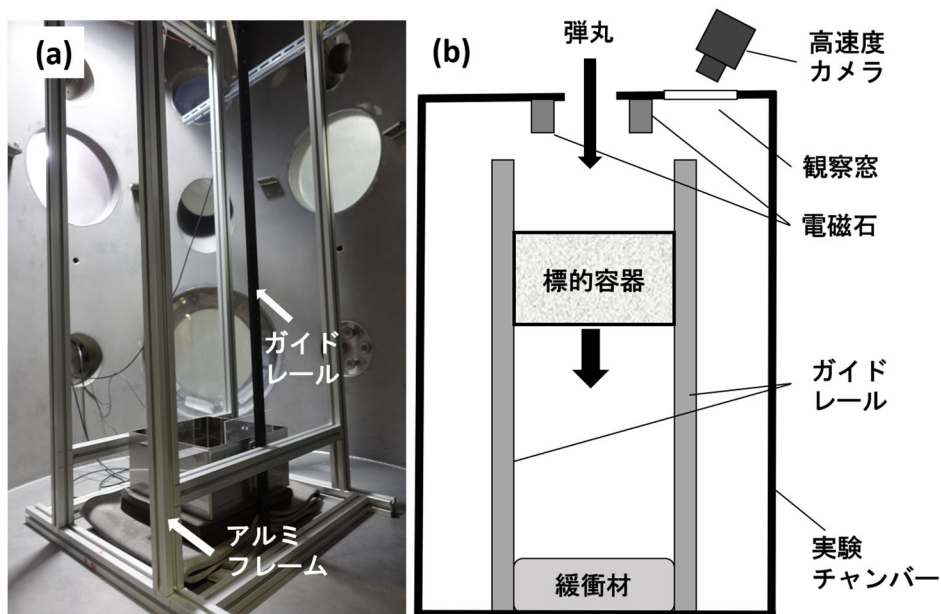 (a)
ガイド
レール
アルミ
フレーム
(b)
弾丸
高速度
カメラ
観察窓
電磁石
標的容器
ガイド
レール
緩衝材
実験
チャンバー